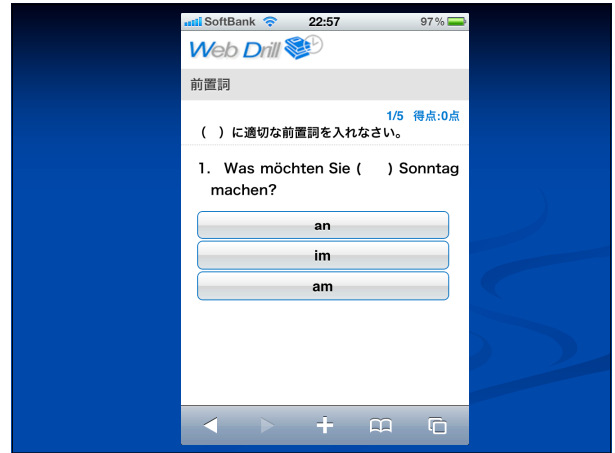 SoftBank 22:57 97%
Web Drill
前置詞
1/5 得点:0点
(　)に適切な前置詞を入れなさい。
1. Was möchten Sie (　) Sonntag
machen?
an
im
am